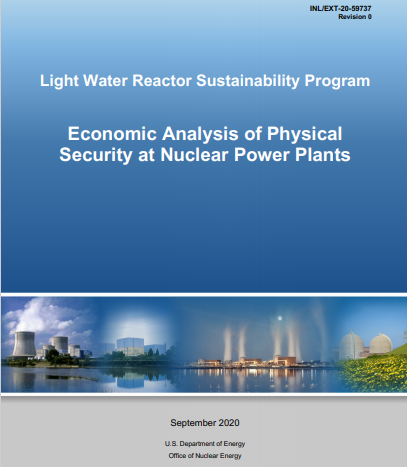 INL/EXT-20-59737
Revision 0
Light Water Reactor Sustainability Program
Economic Analysis of Physical
Security at Nuclear Power Plants
September 2020
U.S. Department of Energy
Office of Nuclear Energy